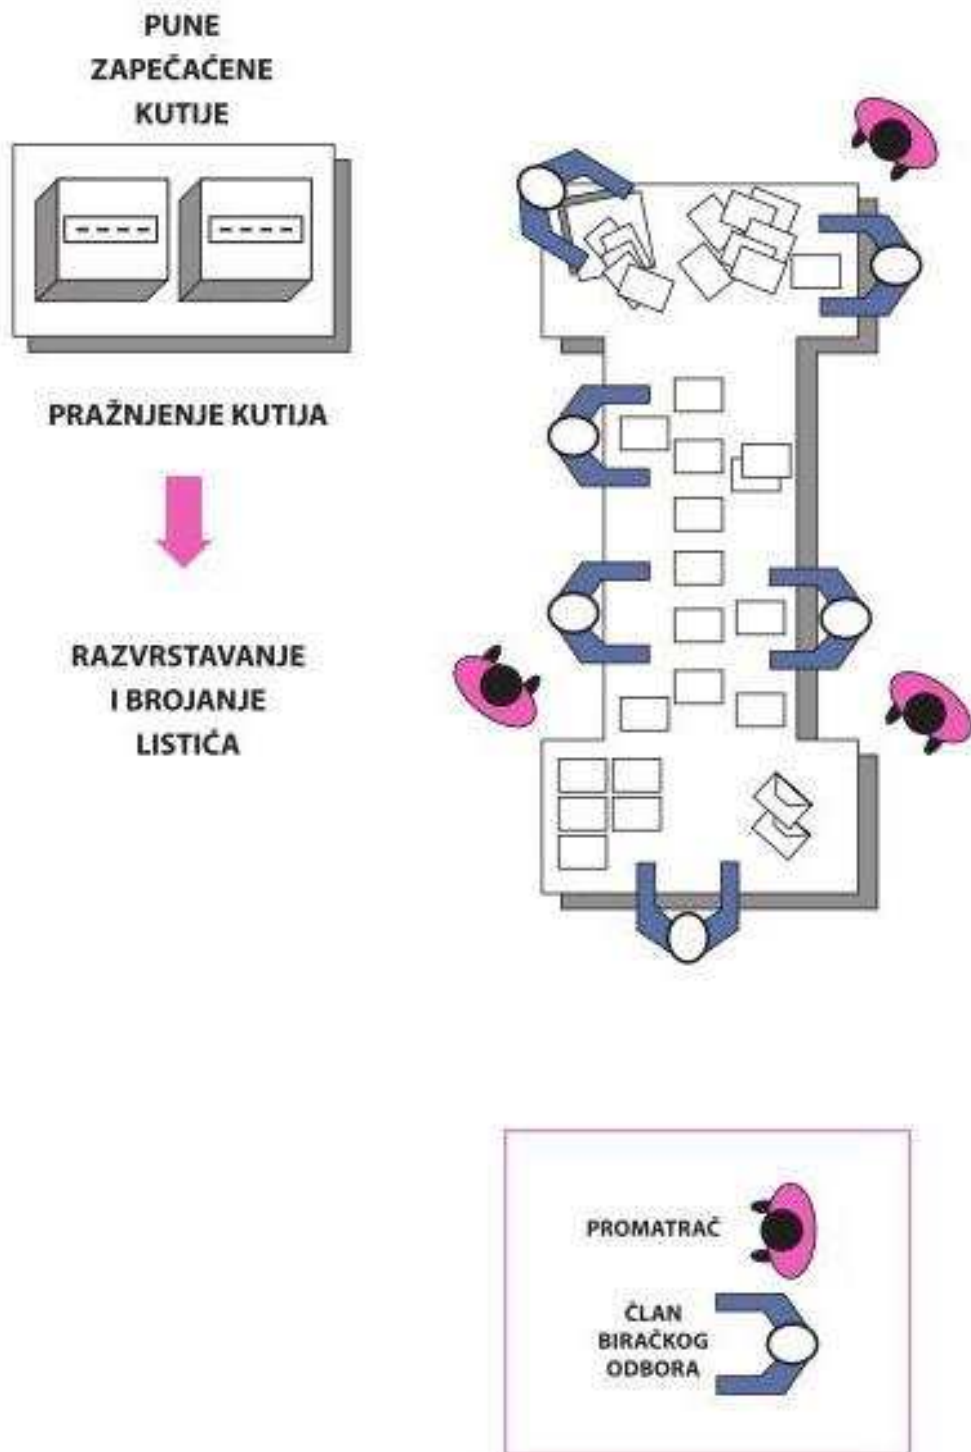 PUNE
ZAPEČAĆENE
KUTIJE
PRAŽNJENJE KUTIJA
RAZVRSTAVANJE
I BROJANJE
LISTIĆA
PROMATRAČ
ČLAN
BIRAČKOG
ODBORA